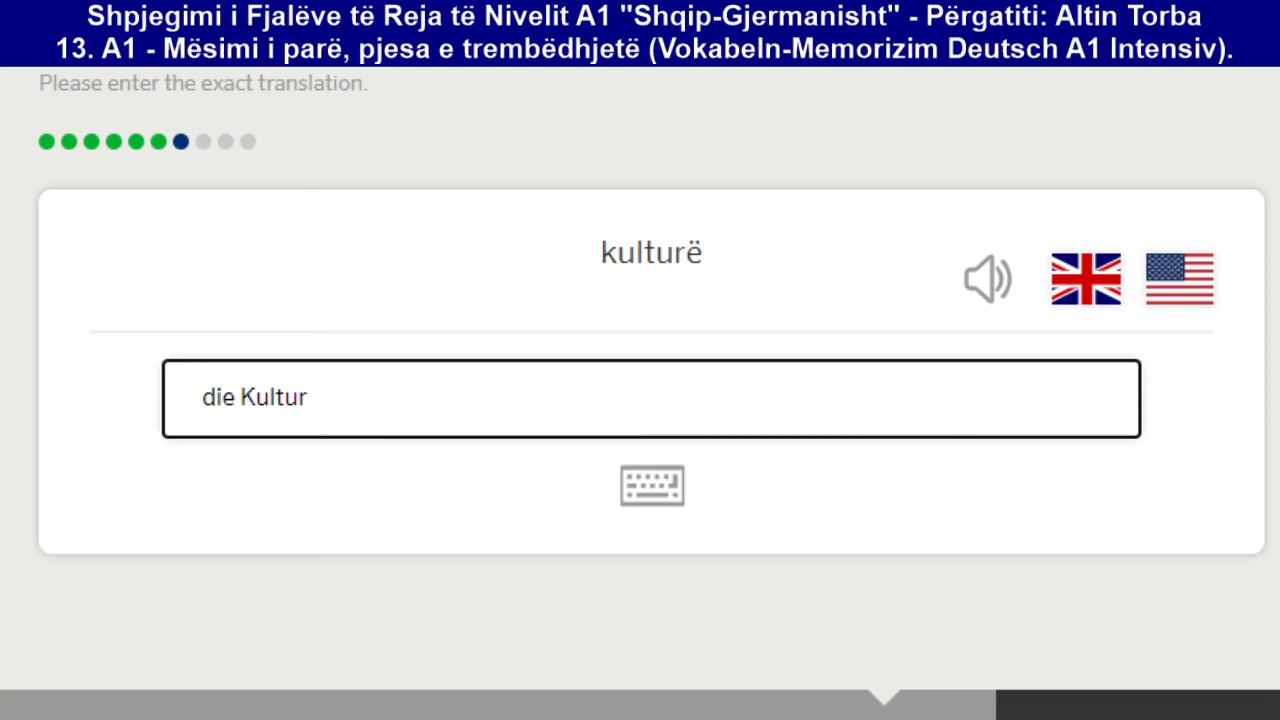 Shpjegimi i Fjalëve të Reja të Nivelit A1 "Shqip-Gjermanisht" - Përgatiti: Altin Torba
13. A1 - Mësimi i parë, pjesa e trembëdhjetë (Vokabeln-Memorizim Deutsch A1 Intensiv).
Please enter the exact translation.
kulturë
die Kultur